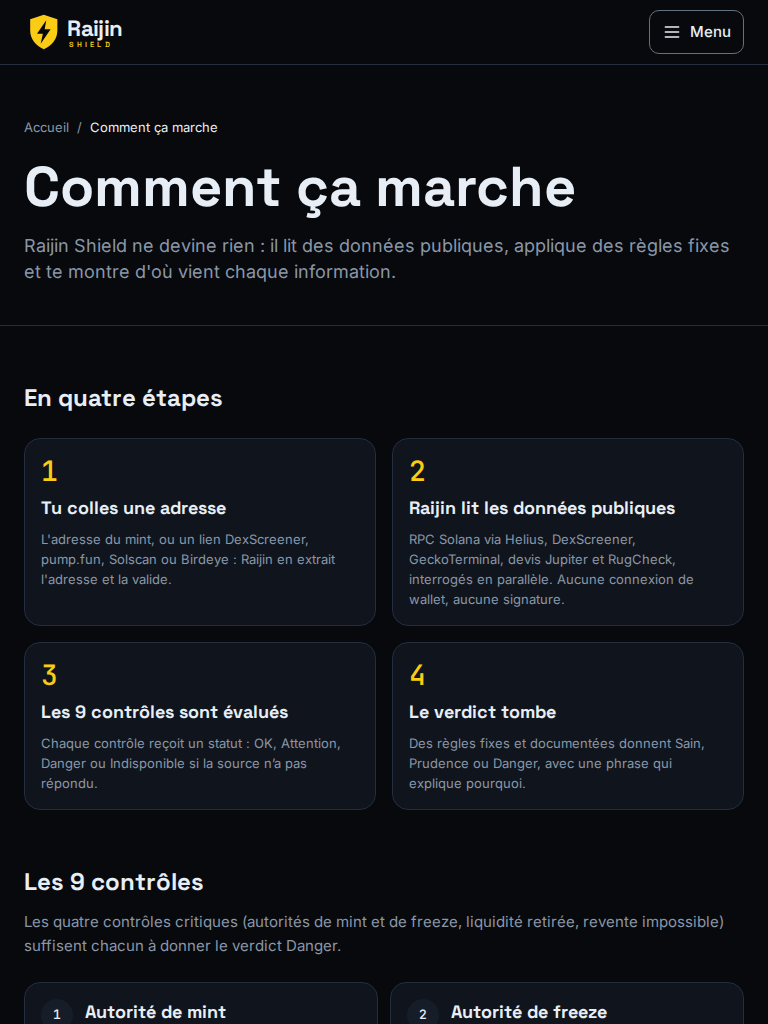 Raijin
SHIELD
Menu
Accueil / Comment ça marche
Comment ça marche
Raijin Shield ne devine rien : il lit des données publiques, applique des règles fixes
et te montre d'où vient chaque information.
En quatre étapes
1
Tu colles une adresse
L'adresse du mint, ou un lien DexScreener,
pump.fun, Solscan ou Birdeye : Raijin en extrait
l'adresse et la valide.
2
Raijin lit les données publiques
RPC Solana via Helius, DexScreener,
GeckoTerminal, devis Jupiter et RugCheck,
interrogés en parallèle. Aucune connexion de
wallet, aucune signature.
3
Les 9 contrôles sont évalués
Chaque contrôle reçoit un statut : OK, Attention,
Danger ou Indisponible si la source n'a pas
répondu.
4
Le verdict tombe
Des règles fixes et documentées donnent Sain,
Prudence ou Danger, avec une phrase qui
explique pourquoi.
Les 9 contrôles
Les quatre contrôles critiques (autorités de mint et de freeze, liquidité retirée, revente impossible)
suffisent chacun à donner le verdict Danger.
1 Autorité de mint
2 Autorité de freeze